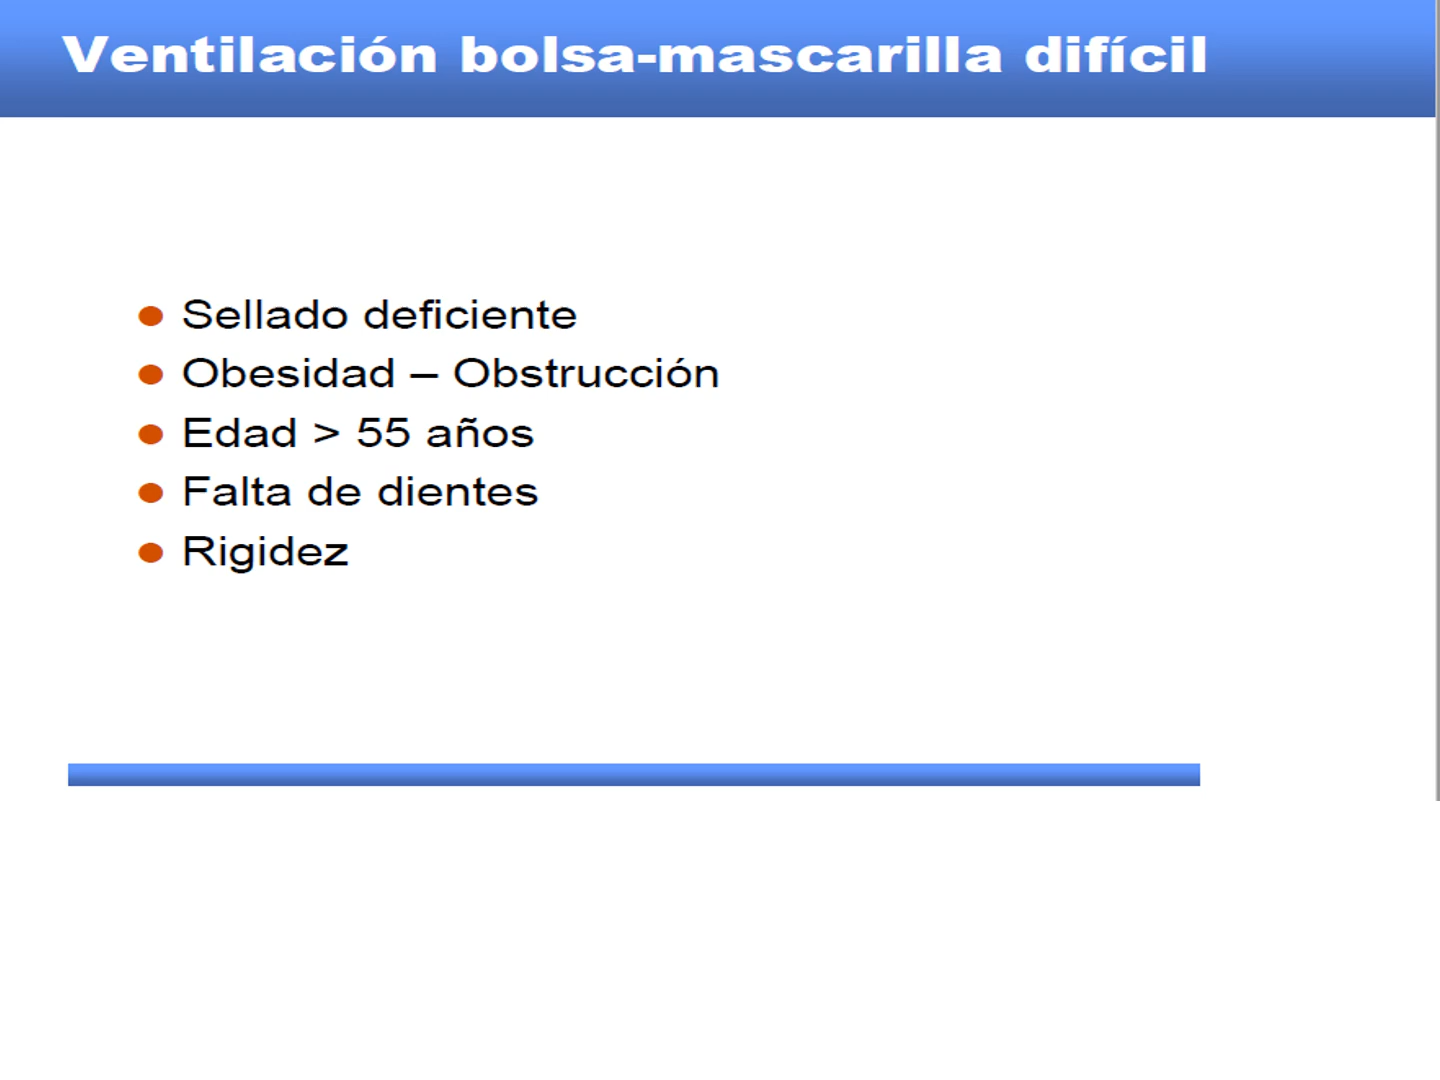 Ventilación bolsa-mascarilla difícil
● Sellado deficiente
● Obesidad – Obstrucción
● Edad > 55 años
● Falta de dientes
● Rigidez